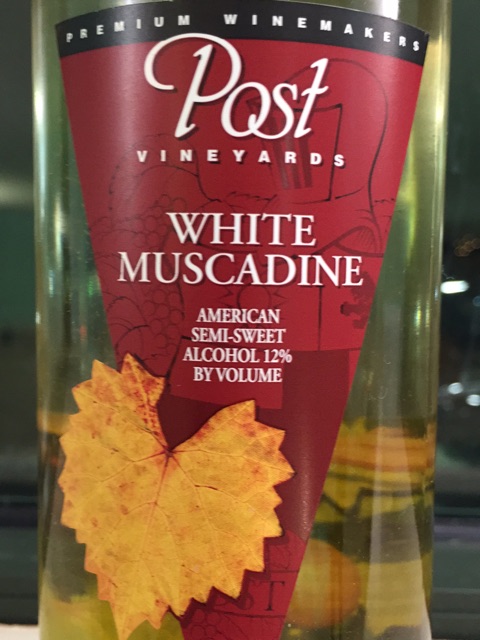 PREMIUM WINEMAKERS
Post
VINEYARDS
WHITE
MUSCADINE
AMERICAN
SEMI-SWEET
ALCOHOL 12%
BY VOLUME